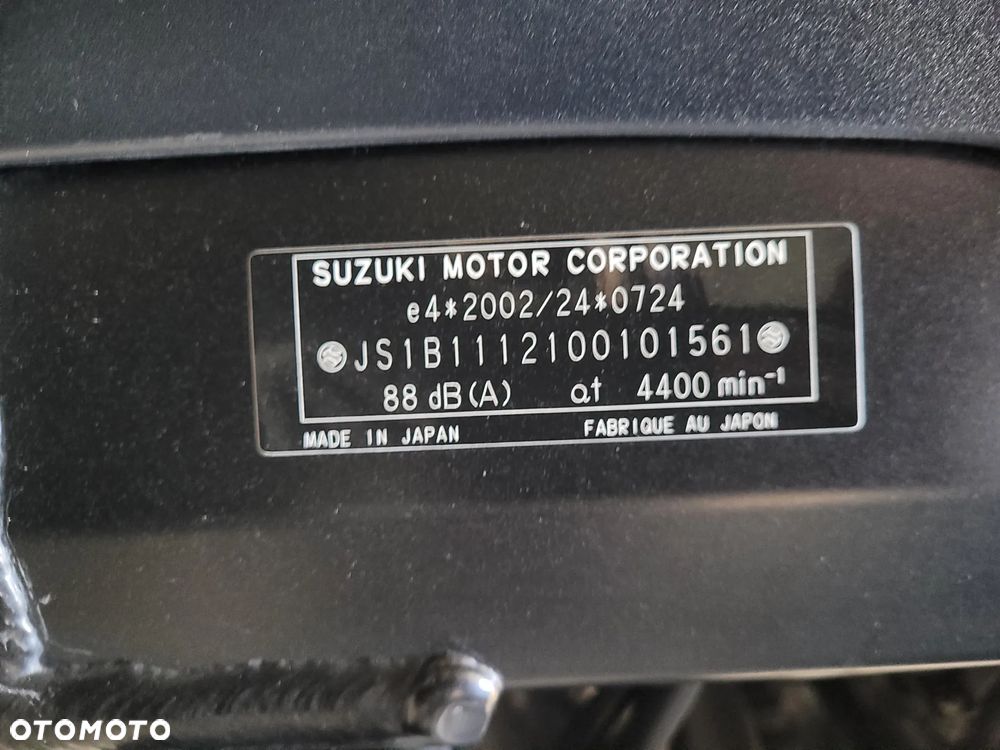 SUZUKI MOTOR CORPORATION
e4*2002/24*0724
JS1B1112100101561
88 dB(A) at 4400 min⁻¹
MADE IN JAPAN FABRIQUE AU JAPON
OTOMOTO